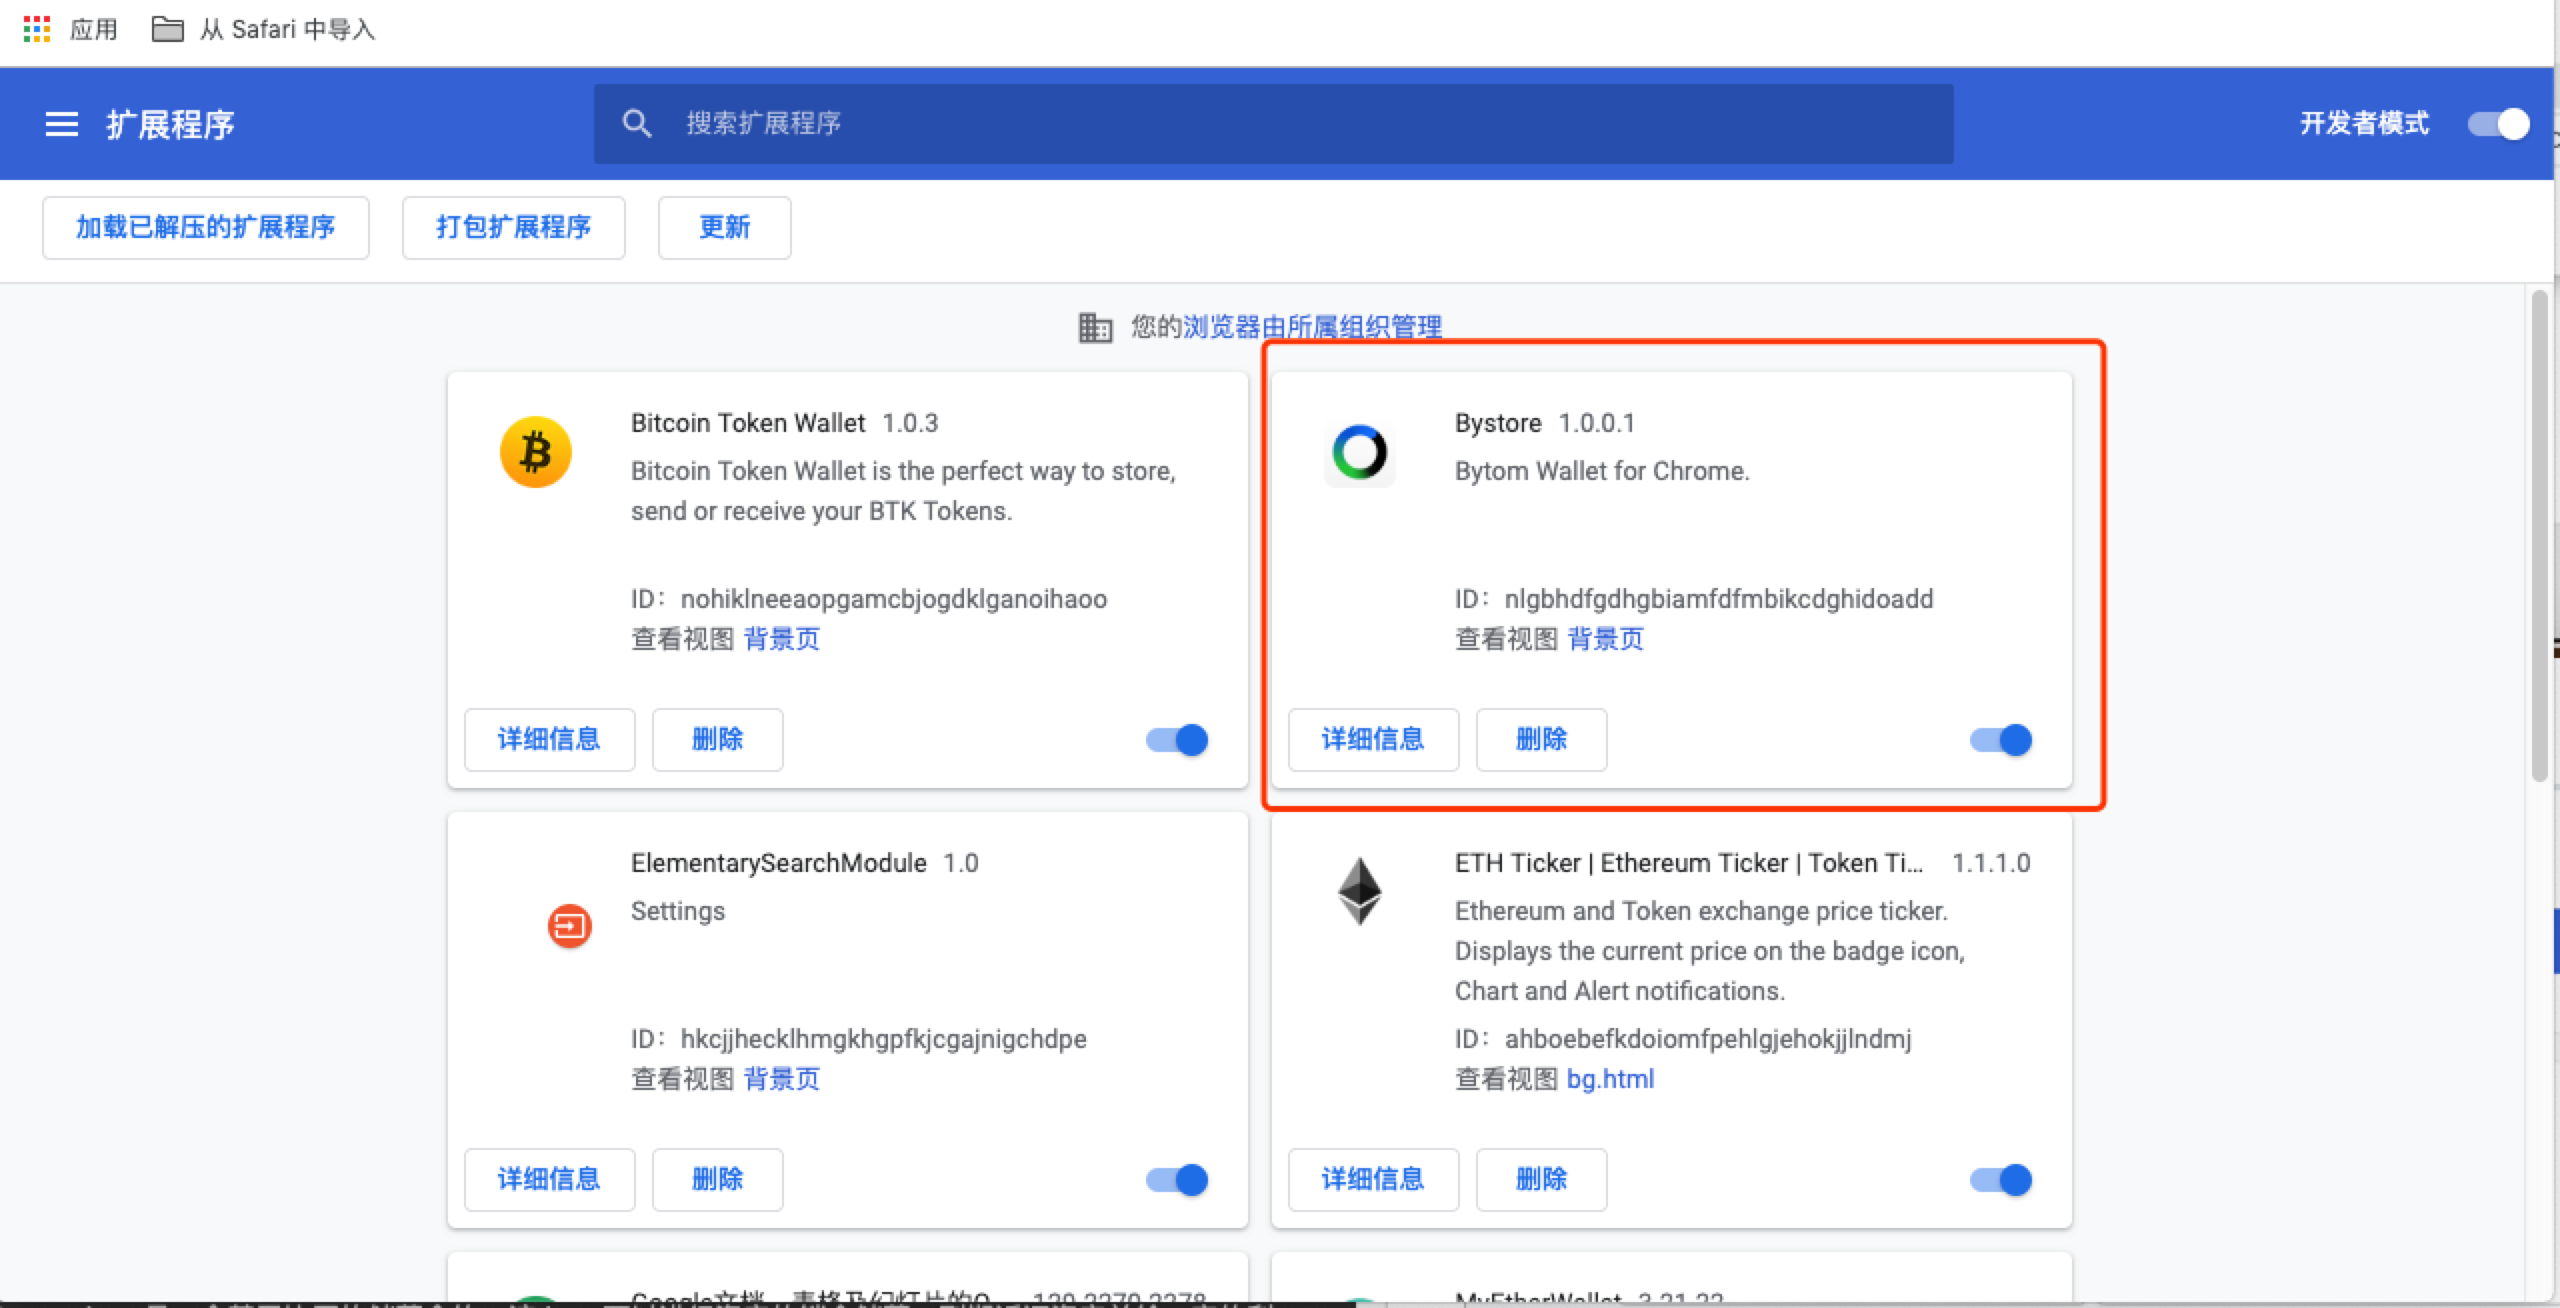 应用 从 Safari 中导入
扩展程序 搜索扩展程序 开发者模式
加载已解压的扩展程序 打包扩展程序 更新
您的浏览器由所属组织管理
Bitcoin Token Wallet 1.0.3
Bitcoin Token Wallet is the perfect way to store,
send or receive your BTK Tokens.
ID: nohiklneeaopgamcbjogdklganoihaoo
查看视图 背景页
详细信息 删除
Bystore 1.0.0.1
Bytom Wallet for Chrome.
ID: nlgbhdfgdhgbiamfdfmbikcdghidoadd
查看视图 背景页
详细信息 删除
ElementarySearchModule 1.0
Settings
ID: hkcjjhecklhmgkhgpfkjcgajnigchdpe
查看视图 背景页
详细信息 删除
ETH Ticker | Ethereum Ticker | Token Ti... 1.1.1.0
Ethereum and Token exchange price ticker.
Displays the current price on the badge icon,
Chart and Alert notifications.
ID: ahboebefkdoiomfpehlgjehokjjlndmj
查看视图 bg.html
详细信息 删除
MyEtherWallet 3.21.22